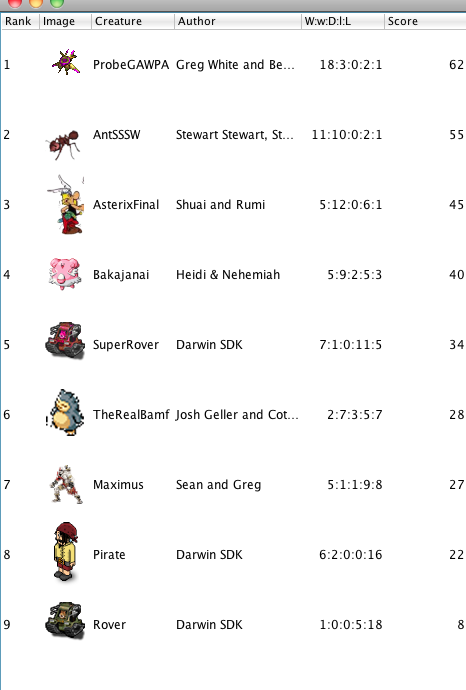 Rank Image Creature Author W:w:D:l:L Score
1 ProbeGAWPA Greg White and Be... 18:3:0:2:1 62
2 AntSSSW Stewart Stewart, St... 11:10:0:2:1 55
3 AsterixFinal Shuai and Rumi 5:12:0:6:1 45
4 Bakajanai Heidi & Nehemiah 5:9:2:5:3 40
5 SuperRover Darwin SDK 7:1:0:11:5 34
6 TheRealBamf Josh Geller and Cot... 2:7:3:5:7 28
7 Maximus Sean and Greg 5:1:1:9:8 27
8 Pirate Darwin SDK 6:2:0:0:16 22
9 Rover Darwin SDK 1:0:0:5:18 8